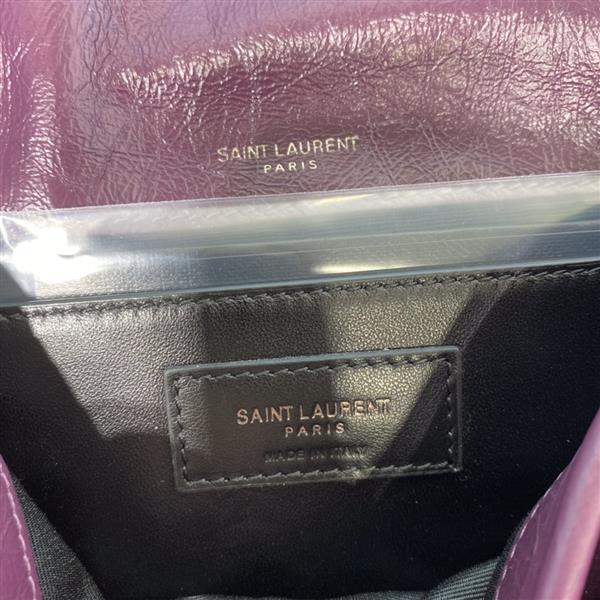 SAINT LAURENT
PARIS
SAINT LAURENT
PARIS
MADE IN ITALY